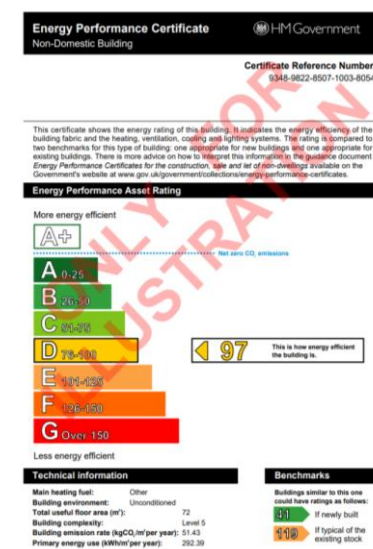 Energy Performance Certificate
Non-Domestic Building
HM Government
Certificate Reference Number
9348-9822-8507-1003-8054
This certificate shows the energy rating of this building. It indicates the energy efficiency of the
building fabric and the heating, ventilation, cooling and lighting systems. The rating is compared to
two benchmarks for this type of building: one appropriate for new buildings and one appropriate for
existing buildings. There is more advice on how to interpret this information in the guidance document
Energy Performance Certificates for the construction, sale and let of non-dwellings available on the
Government's website at www.gov.uk/government/collections/energy-performance-certificates.
Energy Performance Asset Rating
More energy efficient
A+
Net zero CO₂ emissions
A 0-25
B 26-50
C 51-75
D 76-100
97
This is how energy efficient
the building is.
E 101-125
F 126-150
G Over 150
Less energy efficient
Technical information
Main heating fuel: Other
Building environment: Unconditioned
Total useful floor area (m²): 72
Building complexity: Level 5
Building emission rate (kgCO₂/m²per year): 51.43
Primary energy use (kWh/m²per year): 292.39
Benchmarks
Buildings similar to this one
could have ratings as follows:
41 If newly built
119 If typical of the
existing stock
ONLY FOR
ILLUSTRATION